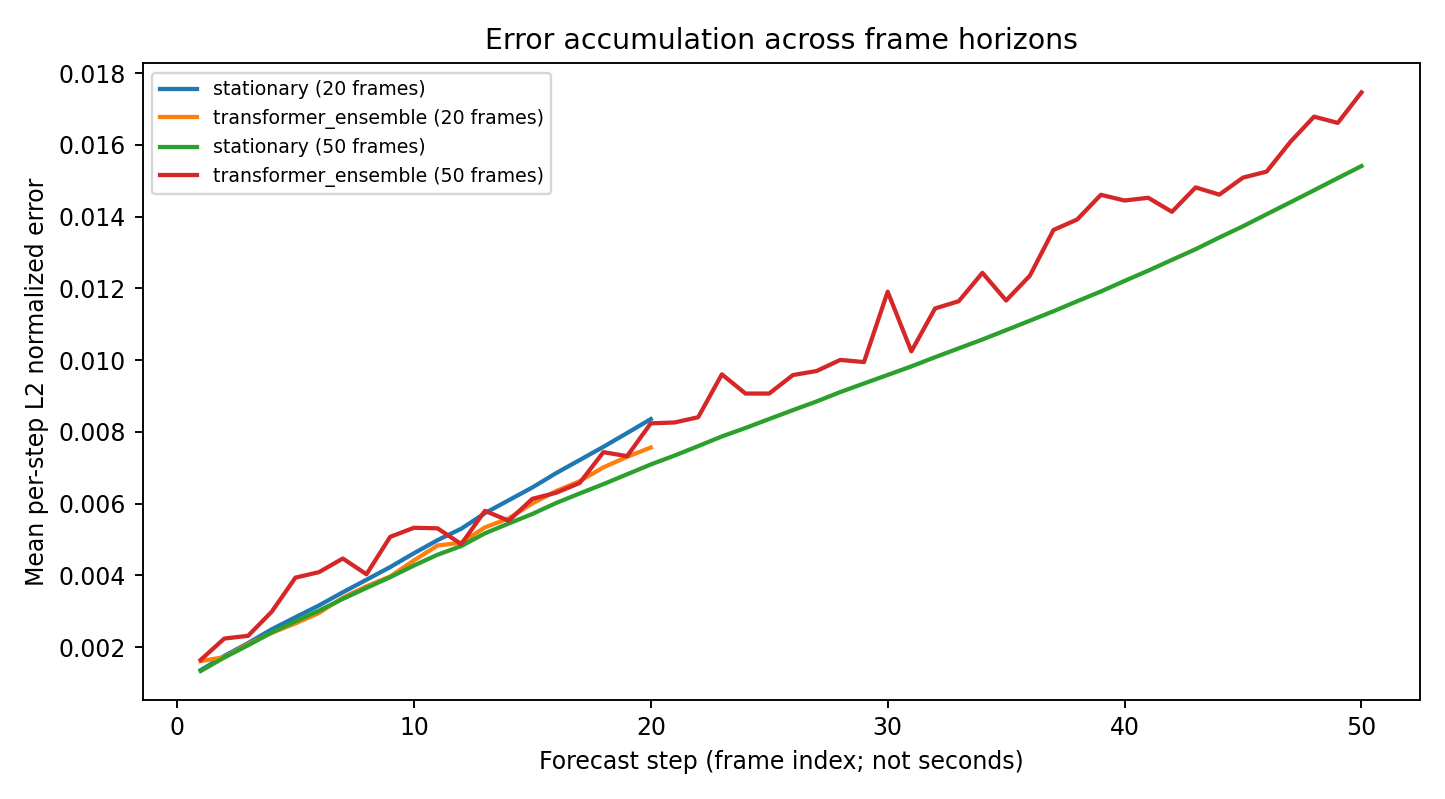 Error accumulation across frame horizons
stationary (20 frames)
transformer_ensemble (20 frames)
stationary (50 frames)
transformer_ensemble (50 frames)
Mean per-step L2 normalized error
0.018
0.016
0.014
0.012
0.010
0.008
0.006
0.004
0.002
0 10 20 30 40 50
Forecast step (frame index; not seconds)